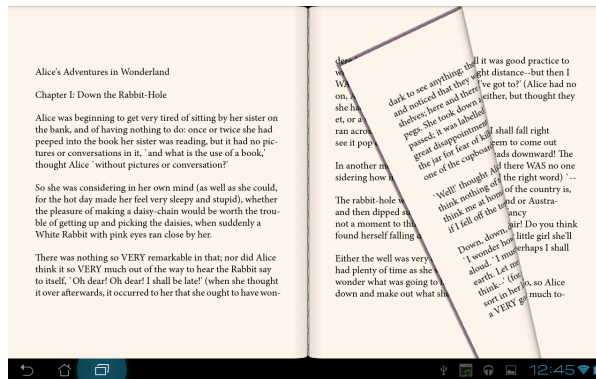 Alice's Adventures in Wonderland
Chapter I: Down the Rabbit-Hole
Alice was beginning to get very tired of sitting by her sister on
the bank, and of having nothing to do: once or twice she had
peeped into the book her sister was reading, but it had no pic-
tures or conversations in it, `and what is the use of a book,'
thought Alice `without pictures or conversation?'
So she was considering in her own mind (as well as she could,
for the hot day made her feel very sleepy and stupid), whether
the pleasure of making a daisy-chain would be worth the trou-
ble of getting up and picking the daisies, when suddenly a
White Rabbit with pink eyes ran close by her.
There was nothing so VERY remarkable in that; nor did Alice
think it so VERY much out of the way to hear the Rabbit say
to itself, `Oh dear! Oh dear! I shall be late!' (when she thought
it over afterwards, it occurred to her that she ought to have won-
on,
she
et, or a
ran
see it pop
In another
sidering how
The rabbit-hole
and then dipped
not a moment to
found herself falling
Either the well was very
had plenty of time as she
wonder what was going to
down and make out what
dark to see anything;
and noticed that they
shelves; here and there
pegs. She took down a
passed; it was labelled
great disappointment
the jar for fear of
one of the
`Well!' thought
think nothing of
think me at home
if I fell off the
Down, down,
`I wonder how
aloud. `I must
earth. Let me
think--' (for,
sort in her
a VERY
it was good practice to
distance--but then I
I've got to?' (Alice had no
either, but thought they
I shall fall right
to come out
downward! The
there WAS no one
the right word) `--
of the country is,
or
Do you think
little girl she'll
perhaps I shall
so Alice
much to-
12:45